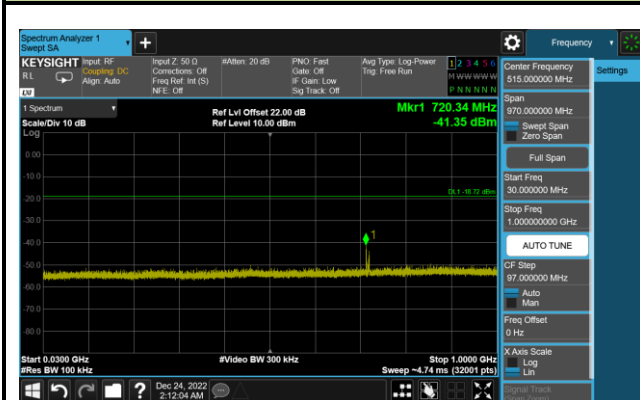 Spectrum Analyzer 1
Swept SA
+
Frequency
KEYSIGHT
RL
LXI
Input: RF
Coupling: DC
Align: Auto
Input Z: 50 Ω
Corrections: Off
Freq Ref: Int (S)
NFE: Off
#Atten: 20 dB
PNO: Fast
Gate: Off
IF Gain: Low
Sig Track: Off
Avg Type: Log-Power
Trig: Free Run
1 2 3 4 5 6
M W W W W W
P N N N N N
1 Spectrum
Scale/Div 10 dB
Log
Ref Lvl Offset 22.00 dB
Ref Level 10.00 dBm
Mkr1 720.34 MHz
-41.35 dBm
0.00
-10.0
-20.0
-30.0
-40.0
-50.0
-60.0
-70.0
-80.0
DL1 -18.72 dBm
1
Start 0.0300 GHz
#Res BW 100 kHz
#Video BW 300 kHz
Stop 1.0000 GHz
Sweep ~4.74 ms (32001 pts)
Center Frequency
515.000000 MHz
Settings
Span
970.000000 MHz
Swept Span
Zero Span
Full Span
Start Freq
30.000000 MHz
Stop Freq
1.000000000 GHz
AUTO TUNE
CF Step
97.000000 MHz
Auto
Man
Freq Offset
0 Hz
X Axis Scale
Log
Lin
Signal Track
(Span Zoom)
?
Dec 24, 2022
2:12:04 AM